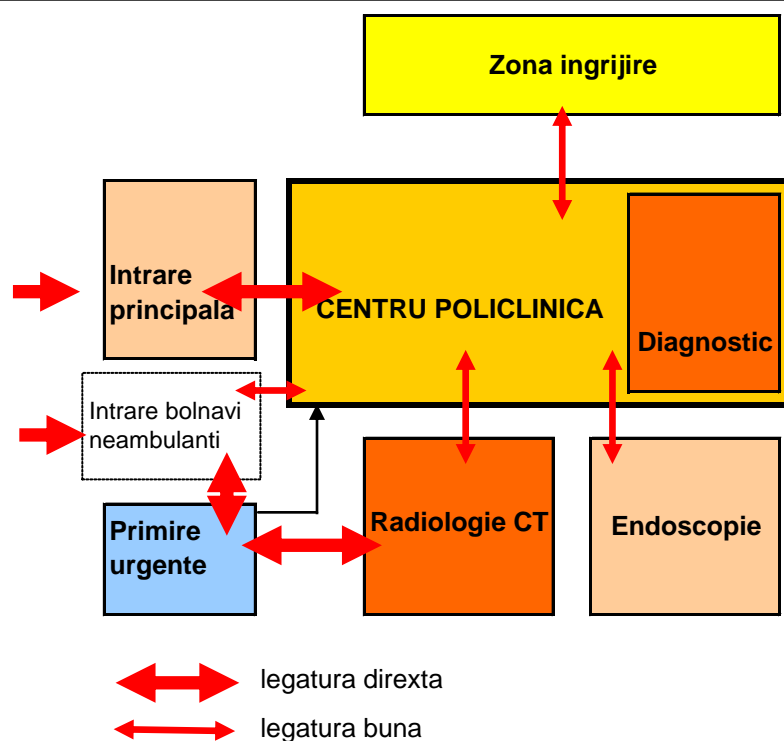 Zona ingrijire
Intrare
principala
CENTRU POLICLINICA
Diagnostic
Intrare bolnavi
neambulanti
Primire
urgente
Radiologie CT
Endoscopie
legatura direxta
legatura buna